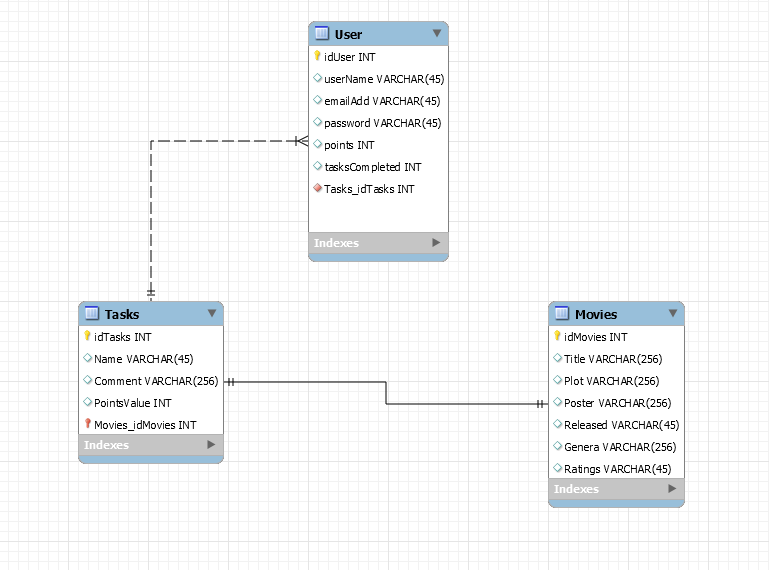 User
idUser INT
userName VARCHAR(45)
emailAdd VARCHAR(45)
password VARCHAR(45)
points INT
tasksCompleted INT
Tasks_idTasks INT
Indexes
Tasks
idTasks INT
Name VARCHAR(45)
Comment VARCHAR(256)
PointsValue INT
Movies_idMovies INT
Indexes
Movies
idMovies INT
Title VARCHAR(256)
Plot VARCHAR(256)
Poster VARCHAR(256)
Released VARCHAR(45)
Genera VARCHAR(256)
Ratings VARCHAR(45)
Indexes